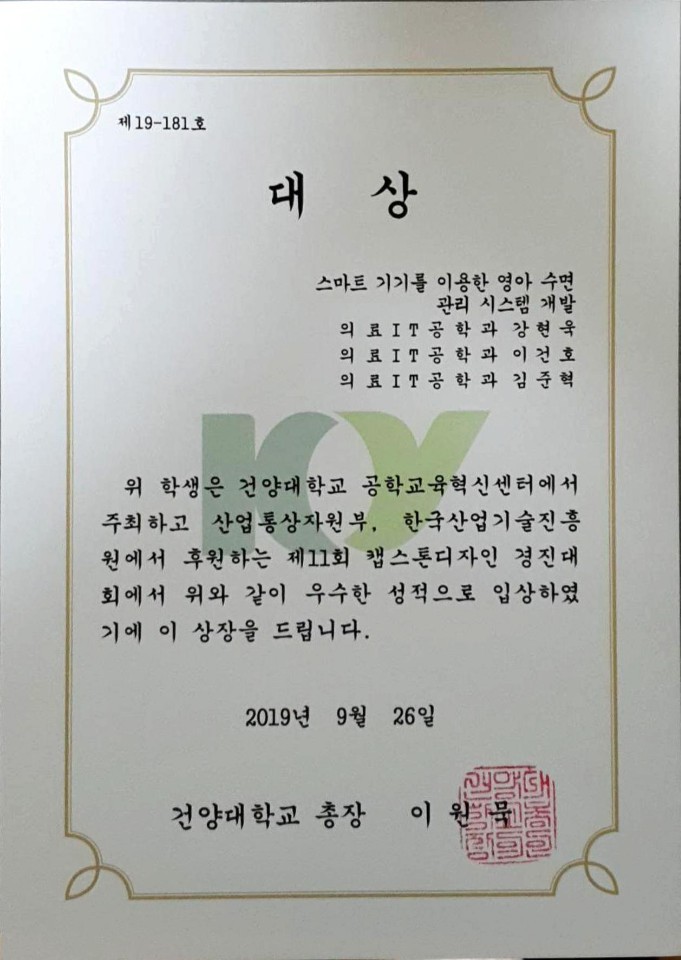 제19-181호
대 상
스마트 기기를 이용한 영아 수면
관리 시스템 개발
의 료 I T 공 학 과 강 현 욱
의 료 I T 공 학 과 이 건 호
의 료 I T 공 학 과 김 준 혁
KY
위 학생은 건양대학교 공학교육혁신센터에서
주최하고 산업통상자원부, 한국산업기술진흥
원에서 후원하는 제11회 캡스톤디자인 경진대
회에서 위와 같이 우수한 성적으로 입상하였
기에 이 상장을 드립니다.
2019년 9월 26일
건양대학교 총장 이 원 묵